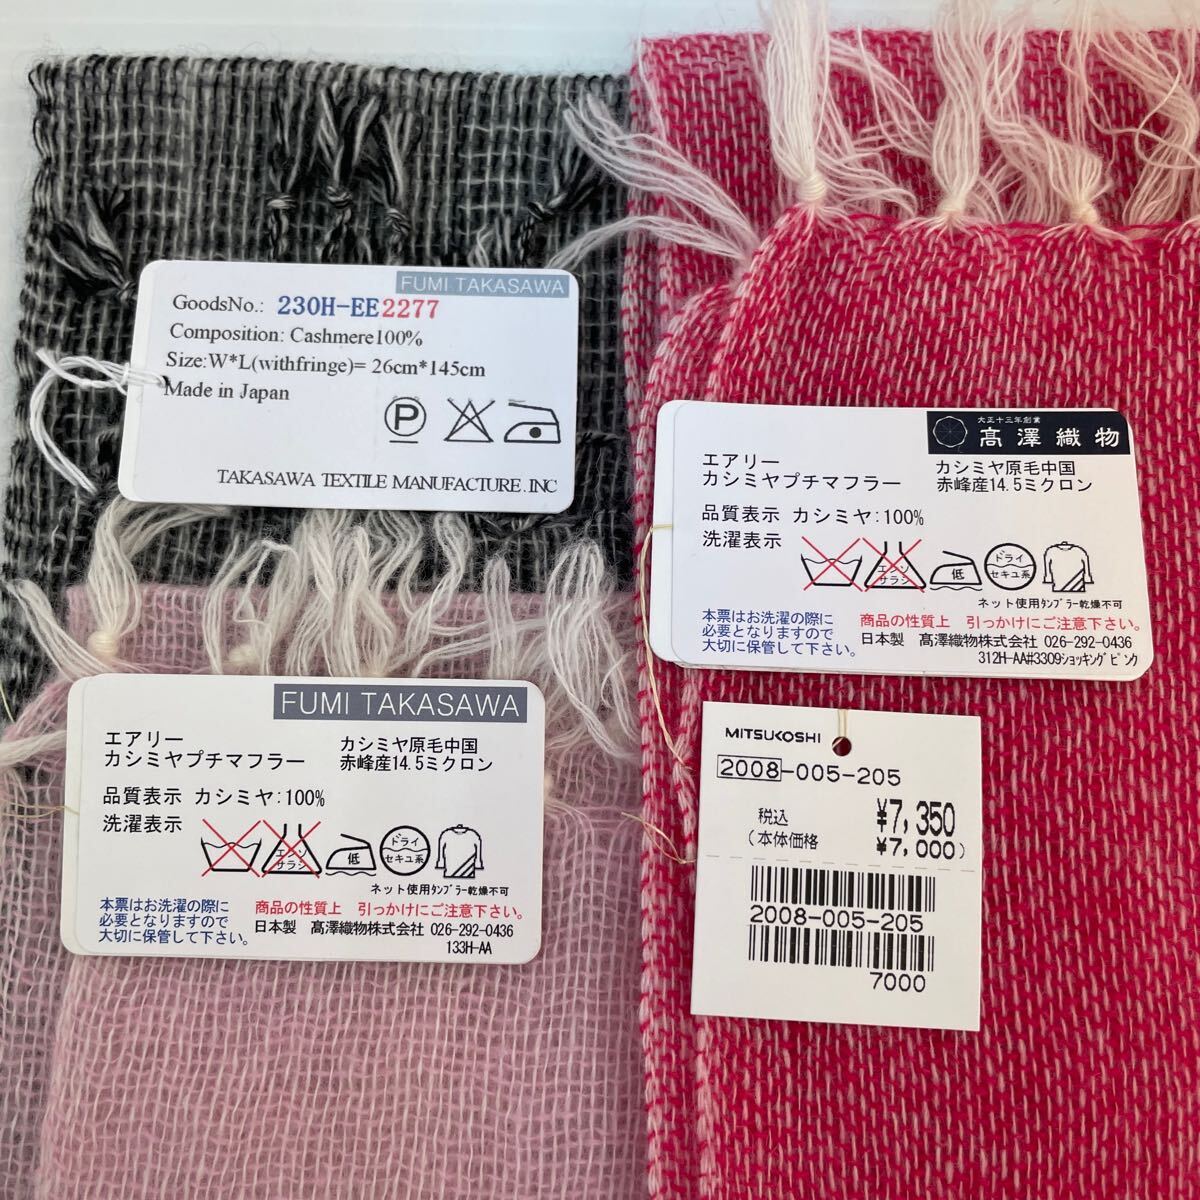 FUMI TAKASAWA
GoodsNo.: 230H-EE2277
Composition: Cashmere100%
Size:W*L(withfringe)= 26cm*145cm
Made in Japan
P
TAKASAWA TEXTILE MANUFACTURE.INC
大正十三年創業
髙澤織物
エアリー
カシミヤプチマフラー
カシミヤ原毛中国
赤峰産14.5ミクロン
品質表示 カシミヤ:100%
洗濯表示
エンソ
サラシ
低
ドライ
セキユ系
ネット使用タンブラー乾燥不可
本票はお洗濯の際に
必要となりますので
大切に保管して下さい。
商品の性質上 引っかけにご注意下さい。
日本製 髙澤織物株式会社 026-292-0436
312H-AA#3309ショッキングピンク
FUMI TAKASAWA
エアリー
カシミヤプチマフラー
カシミヤ原毛中国
赤峰産14.5ミクロン
品質表示 カシミヤ:100%
洗濯表示
エンソ
サラシ
低
ドライ
セキユ系
ネット使用タンブラー乾燥不可
本票はお洗濯の際に
必要となりますので
大切に保管して下さい。
商品の性質上 引っかけにご注意下さい。
日本製 髙澤織物株式会社 026-292-0436
133H-AA
MITSUKOSHI
2008-005-205
税込 ¥7,350
(本体価格 ¥7,000)
2008-005-205
7000